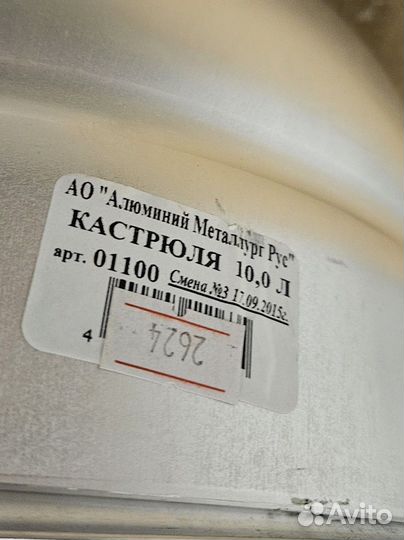 АО "Алюминий Металлург Рус"
КАСТРЮЛЯ 10,0 Л
арт. 01100 Смена №3 17.09.2015г.
4
2624
Avito